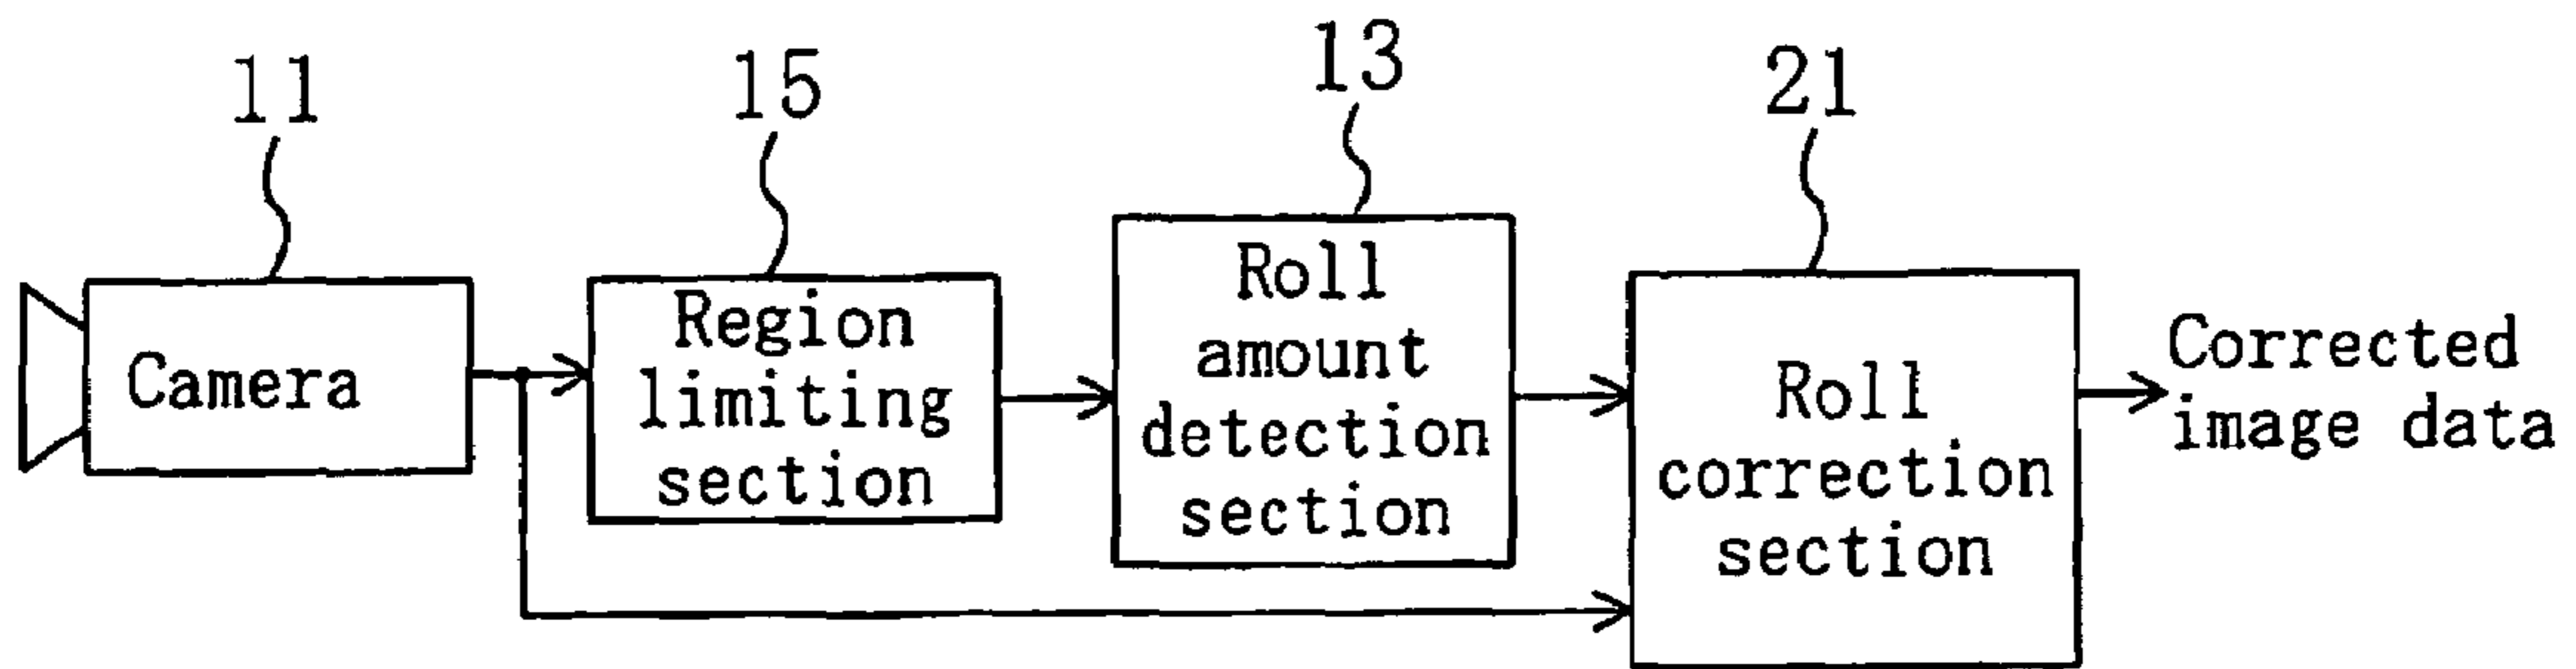 11
15
13
21
Camera
Region
limiting
section
Roll
amount
detection
section
Roll
correction
section
Corrected
image data